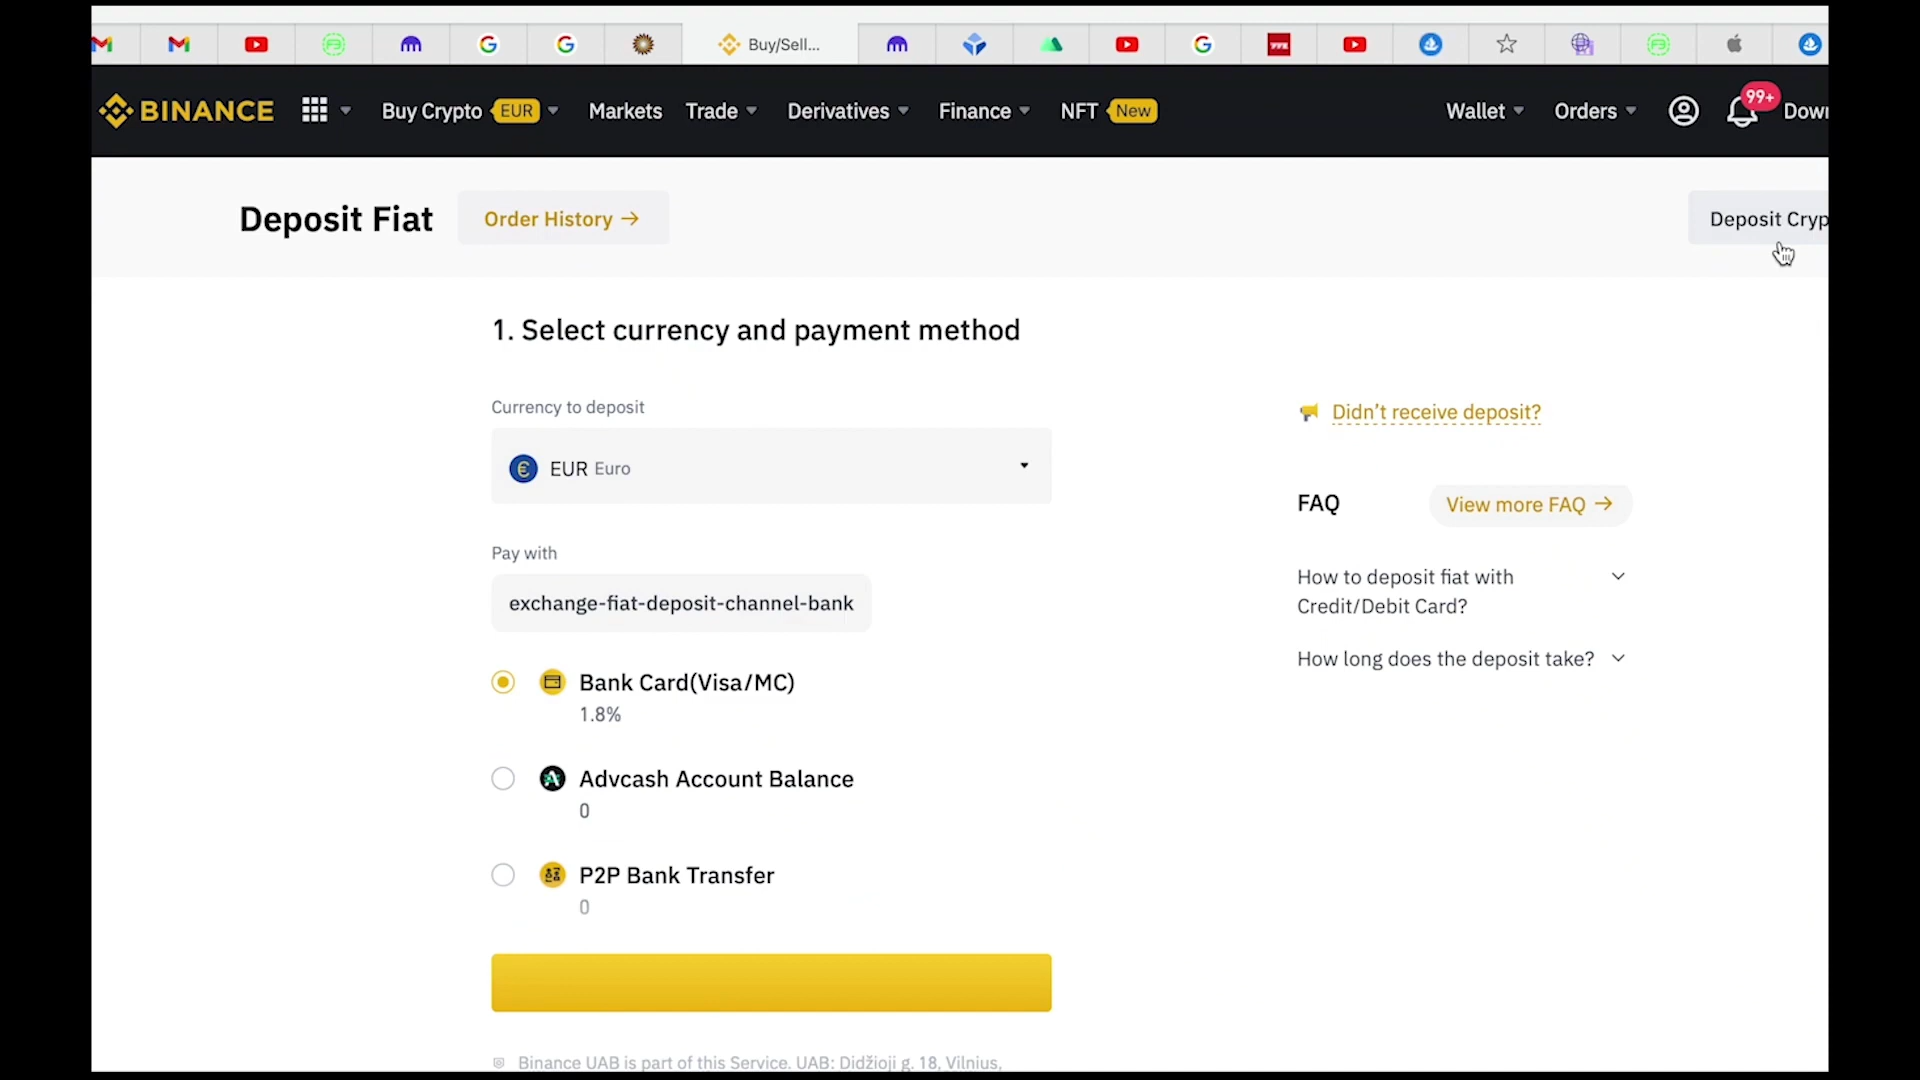 Buy/Sell...
BINANCE
Buy Crypto EUR
Markets
Trade
Derivatives
Finance
NFT New
Wallet
Orders
99+
Down
Deposit Fiat
Order History →
Deposit Cryp
1. Select currency and payment method
Currency to deposit
EUR Euro
Pay with
exchange-fiat-deposit-channel-bank
Bank Card(Visa/MC)
1.8%
Advcash Account Balance
0
P2P Bank Transfer
0
Binance UAB is part of this Service. UAB: Didžioji g. 18, Vilnius,
Didn't receive deposit?
FAQ
View more FAQ →
How to deposit fiat with
Credit/Debit Card?
How long does the deposit take?